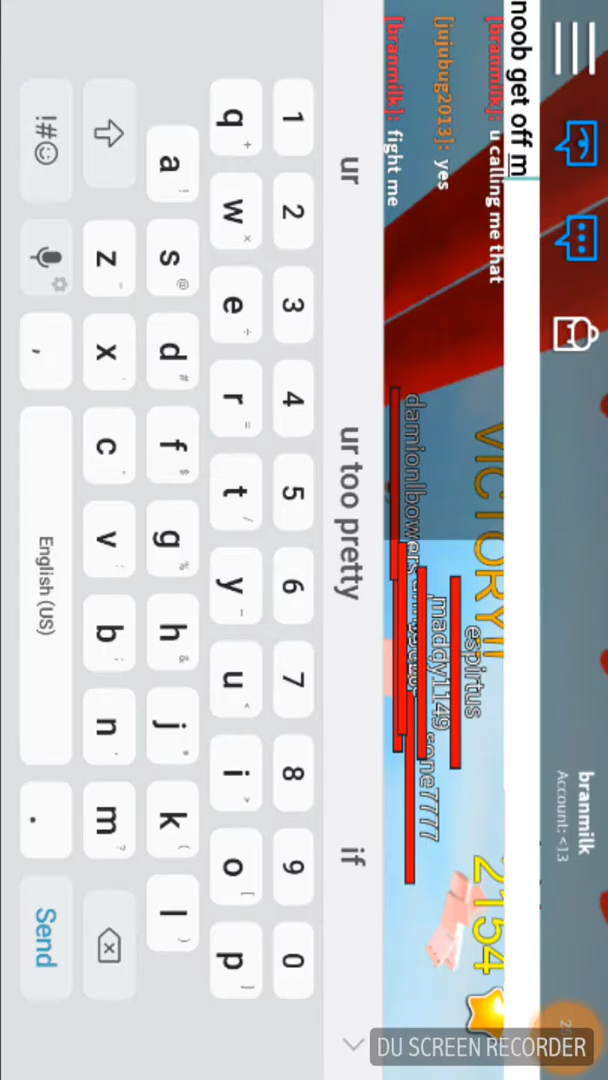 branmilk
Account: <13
noob get off m
[branmilk]: u calling me that
[jujubug2013]: yes
[branmilk]: fight me
VICTORY!!
2154
espirtus
maddy1149
damionlbowers
ur
ur too pretty
if
1 2 3 4 5 6 7 8 9 0
q w e r t y u i o p
a s d f g h j k l
z x c v b n m
!#☺ , English (US) . Send
DU SCREEN RECORDER